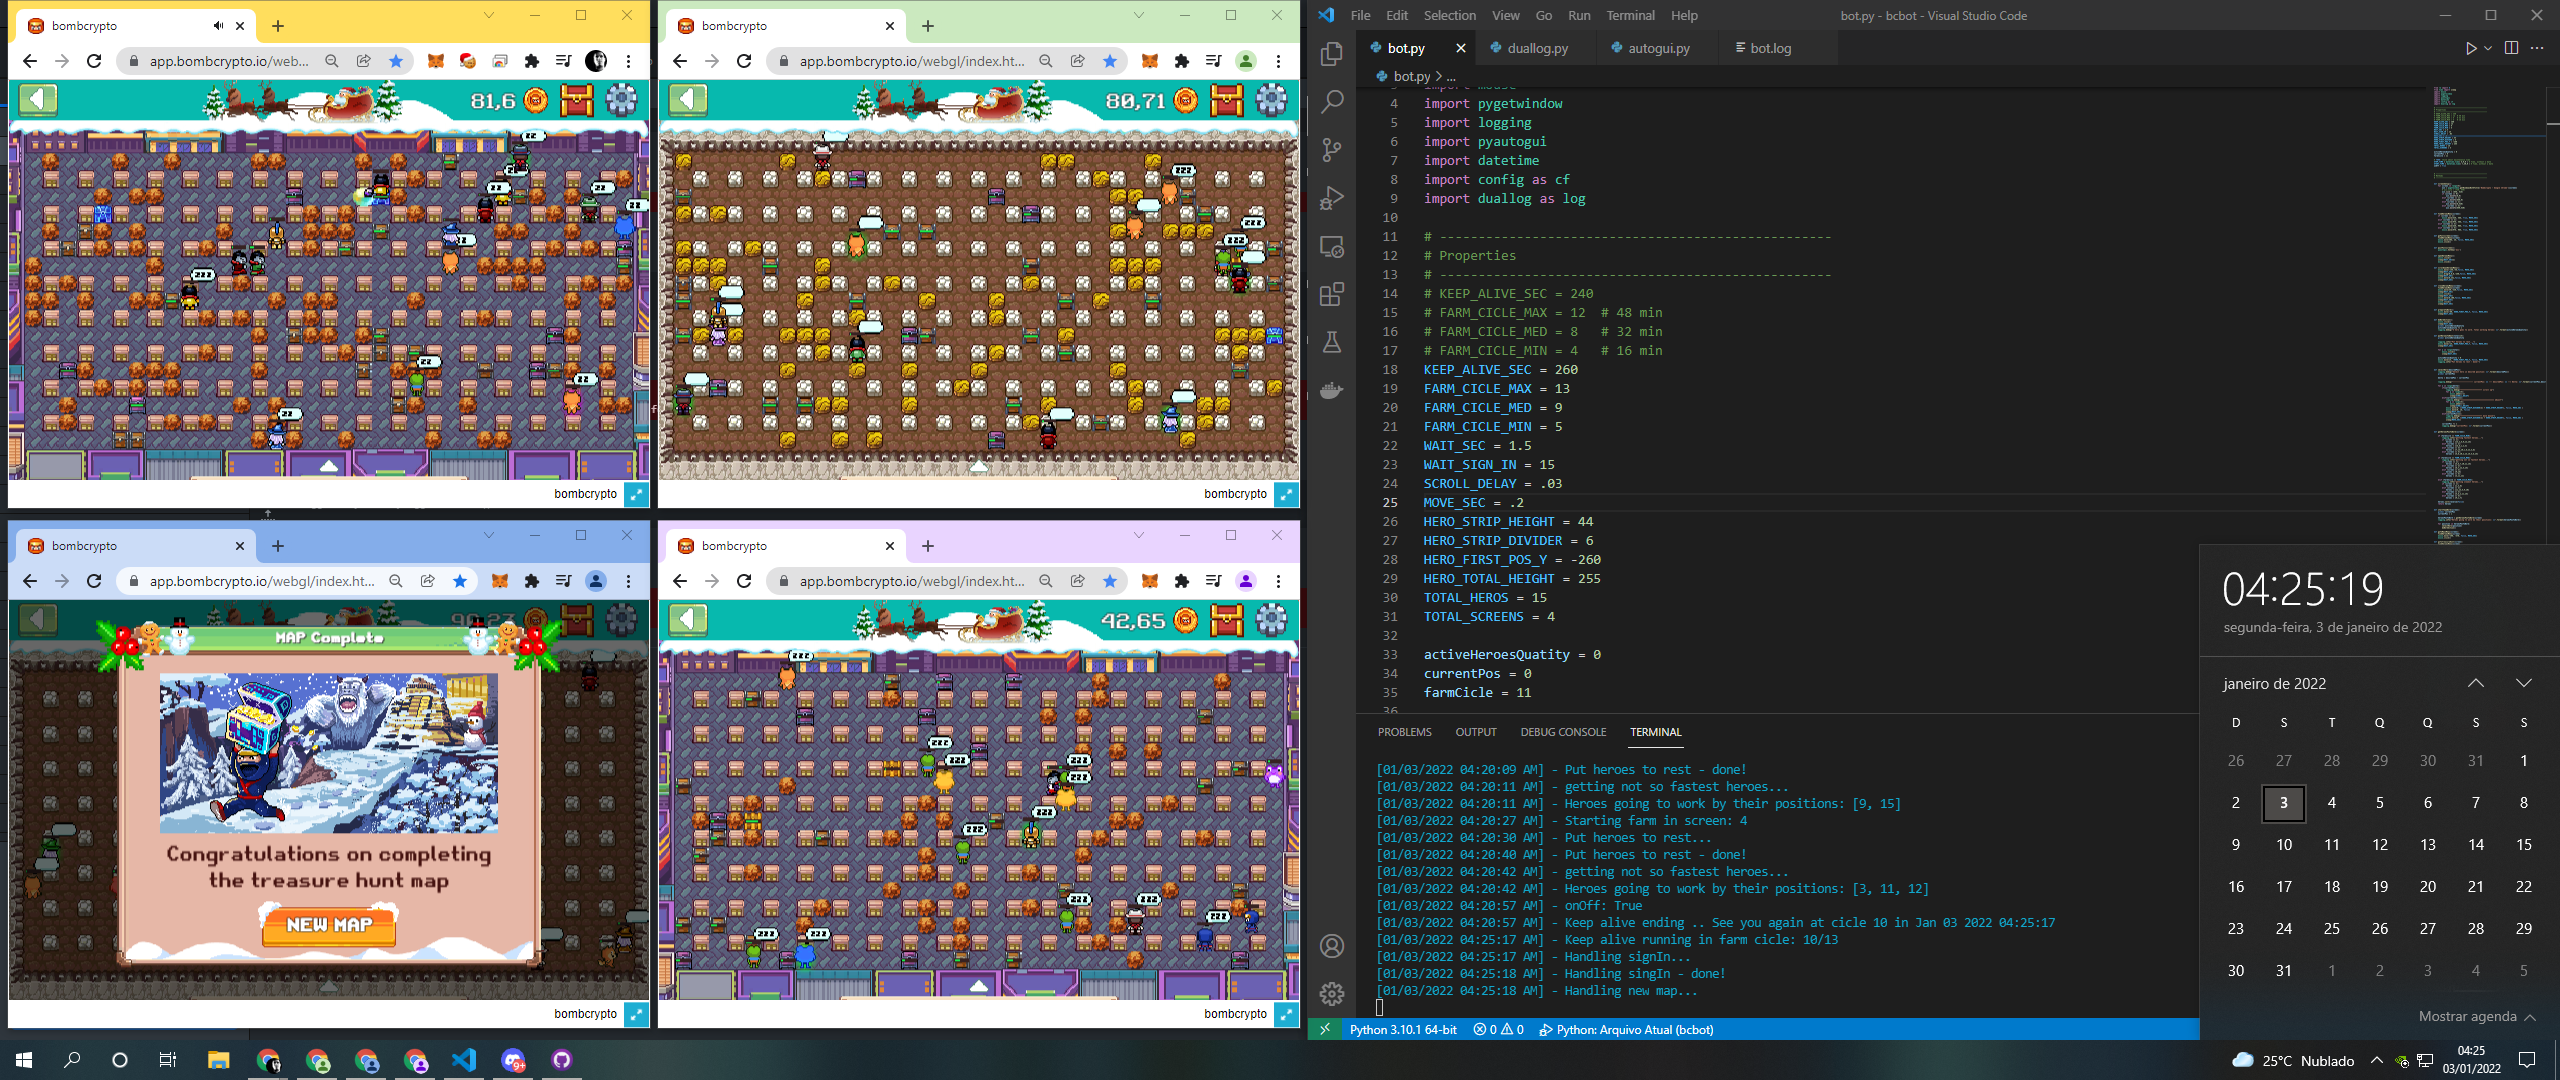 bombcrypto
app.bombcrypto.io/web...
81,6
bombcrypto
bombcrypto
app.bombcrypto.io/webgl/index.ht...
80,71
bombcrypto
bombcrypto
app.bombcrypto.io/webgl/index.ht...
MAP Complete
Congratulations on completing
the treasure hunt map
NEW MAP
bombcrypto
bombcrypto
app.bombcrypto.io/webgl/index.ht...
42,65
bombcrypto
File Edit Selection View Go Run Terminal Help
bot.py - bcbot - Visual Studio Code
bot.py
duallog.py
autogui.py
bot.log
bot.py > ...
4 import pygetwindow
5 import logging
6 import pyautogui
7 import datetime
8 import config as cf
9 import duallog as log
10
11 # --------------------------------------------------
12 # Properties
13 # --------------------------------------------------
14 # KEEP_ALIVE_SEC = 240
15 # FARM_CICLE_MAX = 12  # 48 min
16 # FARM_CICLE_MED = 8   # 32 min
17 # FARM_CICLE_MIN = 4   # 16 min
18 KEEP_ALIVE_SEC = 260
19 FARM_CICLE_MAX = 13
20 FARM_CICLE_MED = 9
21 FARM_CICLE_MIN = 5
22 WAIT_SEC = 1.5
23 WAIT_SIGN_IN = 15
24 SCROLL_DELAY = .03
25 MOVE_SEC = .2
26 HERO_STRIP_HEIGHT = 44
27 HERO_STRIP_DIVIDER = 6
28 HERO_FIRST_POS_Y = -260
29 HERO_TOTAL_HEIGHT = 255
30 TOTAL_HEROS = 15
31 TOTAL_SCREENS = 4
32
33 activeHeroesQuatity = 0
34 currentPos = 0
35 farmCicle = 11
36
PROBLEMS OUTPUT DEBUG CONSOLE TERMINAL
[01/03/2022 04:20:09 AM] - Put heroes to rest - done!
[01/03/2022 04:20:11 AM] - getting not so fastest heroes...
[01/03/2022 04:20:11 AM] - Heroes going to work by their positions: [9, 15]
[01/03/2022 04:20:27 AM] - Starting farm in screen: 4
[01/03/2022 04:20:30 AM] - Put heroes to rest...
[01/03/2022 04:20:40 AM] - Put heroes to rest - done!
[01/03/2022 04:20:42 AM] - getting not so fastest heroes...
[01/03/2022 04:20:42 AM] - Heroes going to work by their positions: [3, 11, 12]
[01/03/2022 04:20:57 AM] - onOff: True
[01/03/2022 04:20:57 AM] - Keep alive ending .. See you again at cicle 10 in Jan 03 2022 04:25:17
[01/03/2022 04:25:17 AM] - Keep alive running in farm cicle: 10/13
[01/03/2022 04:25:17 AM] - Handling signIn...
[01/03/2022 04:25:18 AM] - Handling singIn - done!
[01/03/2022 04:25:18 AM] - Handling new map...
Python 3.10.1 64-bit 0 0 Python: Arquivo Atual (bcbot)
04:25:19
segunda-feira, 3 de janeiro de 2022
janeiro de 2022
D S T Q Q S S
26 27 28 29 30 31 1
2 3 4 5 6 7 8
9 10 11 12 13 14 15
16 17 18 19 20 21 22
23 24 25 26 27 28 29
30 31 1 2 3 4 5
Mostrar agenda
9+
25°C Nublado
04:25
03/01/2022